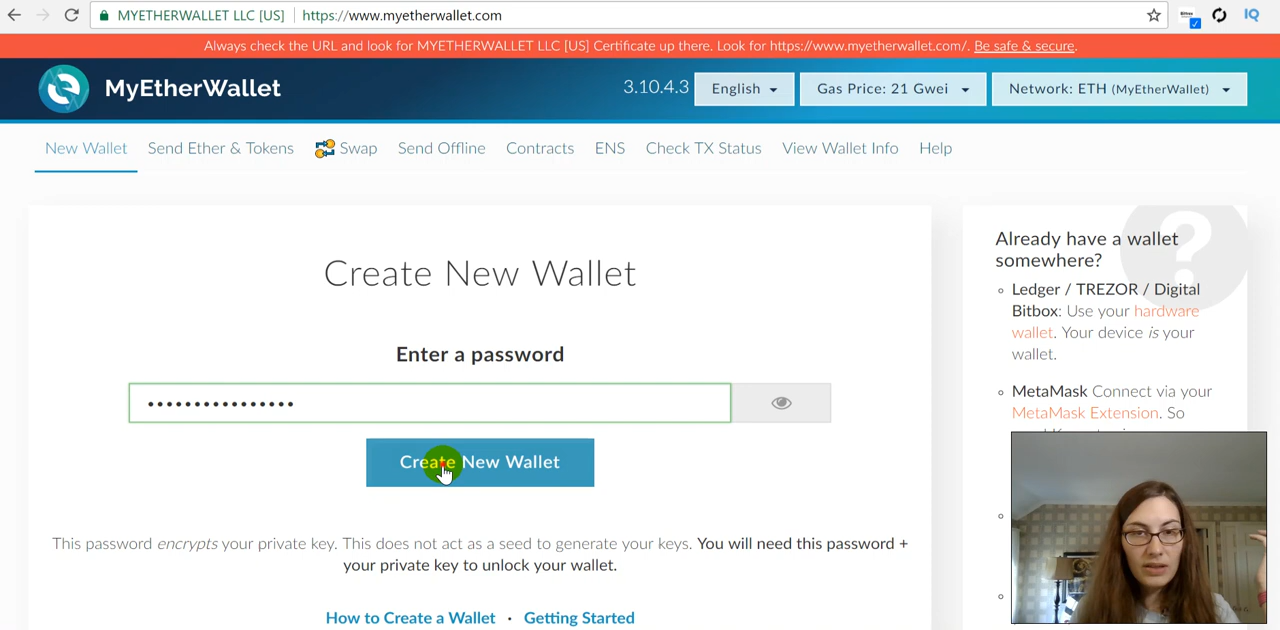 MYETHERWALLET LLC [US] https://www.myetherwallet.com
Always check the URL and look for MYETHERWALLET LLC [US] Certificate up there. Look for https://www.myetherwallet.com/. Be safe & secure.
MyEtherWallet 3.10.4.3 English Gas Price: 21 Gwei Network: ETH (MyEtherWallet)
New Wallet Send Ether & Tokens Swap Send Offline Contracts ENS Check TX Status View Wallet Info Help
Create New Wallet
Enter a password
••••••••••••••••
Create New Wallet
This password encrypts your private key. This does not act as a seed to generate your keys. You will need this password +
your private key to unlock your wallet.
How to Create a Wallet · Getting Started
Already have a wallet
somewhere?
Ledger / TREZOR / Digital
Bitbox: Use your hardware
wallet. Your device is your
wallet.
MetaMask Connect via your
MetaMask Extension. So
IQ